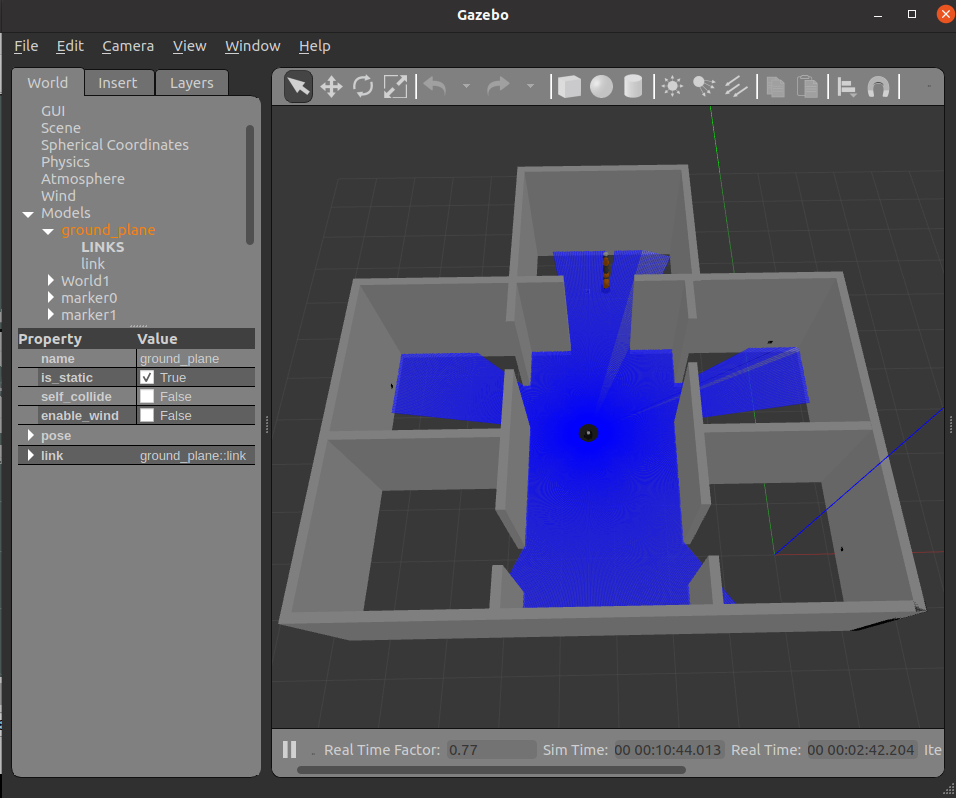 Gazebo
File Edit Camera View Window Help
World Insert Layers
GUI
Scene
Spherical Coordinates
Physics
Atmosphere
Wind
Models
ground_plane
LINKS
link
World1
marker0
marker1
Property Value
name ground_plane
is_static True
self_collide False
enable_wind False
pose
link ground_plane::link
Real Time Factor: 0.77 Sim Time: 00 00:10:44.013 Real Time: 00 00:02:42.204 Ite